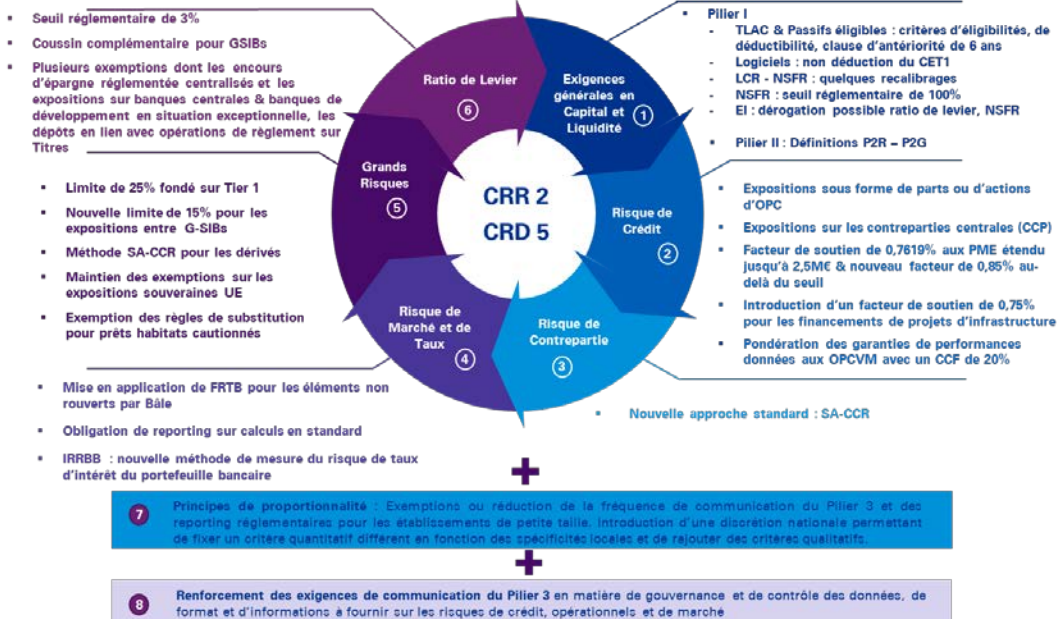 Seuil réglementaire de 3%
Coussin complémentaire pour GSIBs
Plusieurs exemptions dont les encours
d'épargne réglementée centralisés et les
expositions sur banques centrales & banques de
développement en situation exceptionnelle, les
dépôts en lien avec opérations de règlement sur
Titres
Limite de 25% fondé sur Tier 1
Nouvelle limite de 15% pour les
expositions entre G-SIBs
Méthode SA-CCR pour les dérivés
Maintien des exemptions sur les
expositions souveraines UE
Exemption des règles de substitution
pour prêts habitats cautionnés
Mise en application de FRTB pour les éléments non
rouverts par Bâle
Obligation de reporting sur calculs en standard
IRRBB : nouvelle méthode de mesure du risque de taux
d'intérêt du portefeuille bancaire
Ratio de Levier
6
Exigences
générales en
Capital et
Liquidité
1
Grands
Risques
5
CRR 2
CRD 5
Risque de
Crédit
2
Risque de
Marché et de
Taux
4
Risque de
Contrepartie
3
Pilier I
- TLAC & Passifs éligibles : critères d'éligibilités, de
déductibilité, clause d'antériorité de 6 ans
- Logiciels : non déduction du CET1
- LCR - NSFR : quelques recalibrages
- NSFR : seuil réglementaire de 100%
- EI : dérogation possible ratio de levier, NSFR
Pilier II : Définitions P2R – P2G
Expositions sous forme de parts ou d'actions
d'OPC
Expositions sur les contreparties centrales (CCP)
Facteur de soutien de 0,7619% aux PME étendu
jusqu'à 2,5M€ & nouveau facteur de 0,85% au-
delà du seuil
Introduction d'un facteur de soutien de 0,75%
pour les financements de projets d'infrastructure
Pondération des garanties de performances
données aux OPCVM avec un CCF de 20%
Nouvelle approche standard : SA-CCR
7
Principes de proportionnalité : Exemptions ou réduction de la fréquence de communication du Pilier 3 et des
reporting réglementaires pour les établissements de petite taille. Introduction d'une discrétion nationale permettant
de fixer un critère quantitatif différent en fonction des spécificités locales et de rajouter des critères qualitatifs.
8
Renforcement des exigences de communication du Pilier 3 en matière de gouvernance et de contrôle des données, de
format et d'informations à fournir sur les risques de crédit, opérationnels et de marché